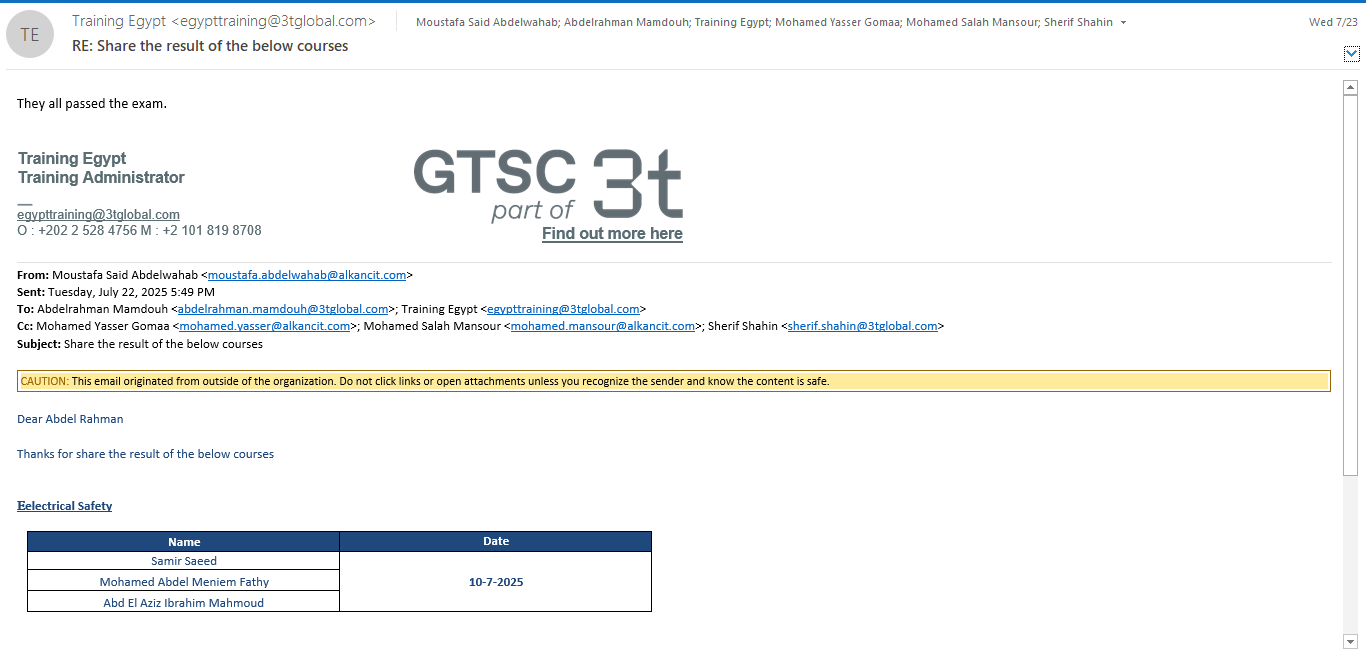 TE
Training Egypt <egypttraining@3tglobal.com>
Moustafa Said Abdelwahab; Abdelrahman Mamdouh; Training Egypt; Mohamed Yasser Gomaa; Mohamed Salah Mansour; Sherif Shahin
Wed 7/23
RE: Share the result of the below courses
They all passed the exam.
Training Egypt
Training Administrator
egypttraining@3tglobal.com
O : +202 2 528 4756 M : +2 101 819 8708
GTSC 3t
part of
Find out more here
From: Moustafa Said Abdelwahab <moustafa.abdelwahab@alkancit.com>
Sent: Tuesday, July 22, 2025 5:49 PM
To: Abdelrahman Mamdouh <abdelrahman.mamdouh@3tglobal.com>; Training Egypt <egypttraining@3tglobal.com>
Cc: Mohamed Yasser Gomaa <mohamed.yasser@alkancit.com>; Mohamed Salah Mansour <mohamed.mansour@alkancit.com>; Sherif Shahin <sherif.shahin@3tglobal.com>
Subject: Share the result of the below courses
CAUTION: This email originated from outside of the organization. Do not click links or open attachments unless you recognize the sender and know the content is safe.
Dear Abdel Rahman
Thanks for share the result of the below courses
Eelectrical Safety
Name Date
Samir Saeed
Mohamed Abdel Meniem Fathy 10-7-2025
Abd El Aziz Ibrahim Mahmoud